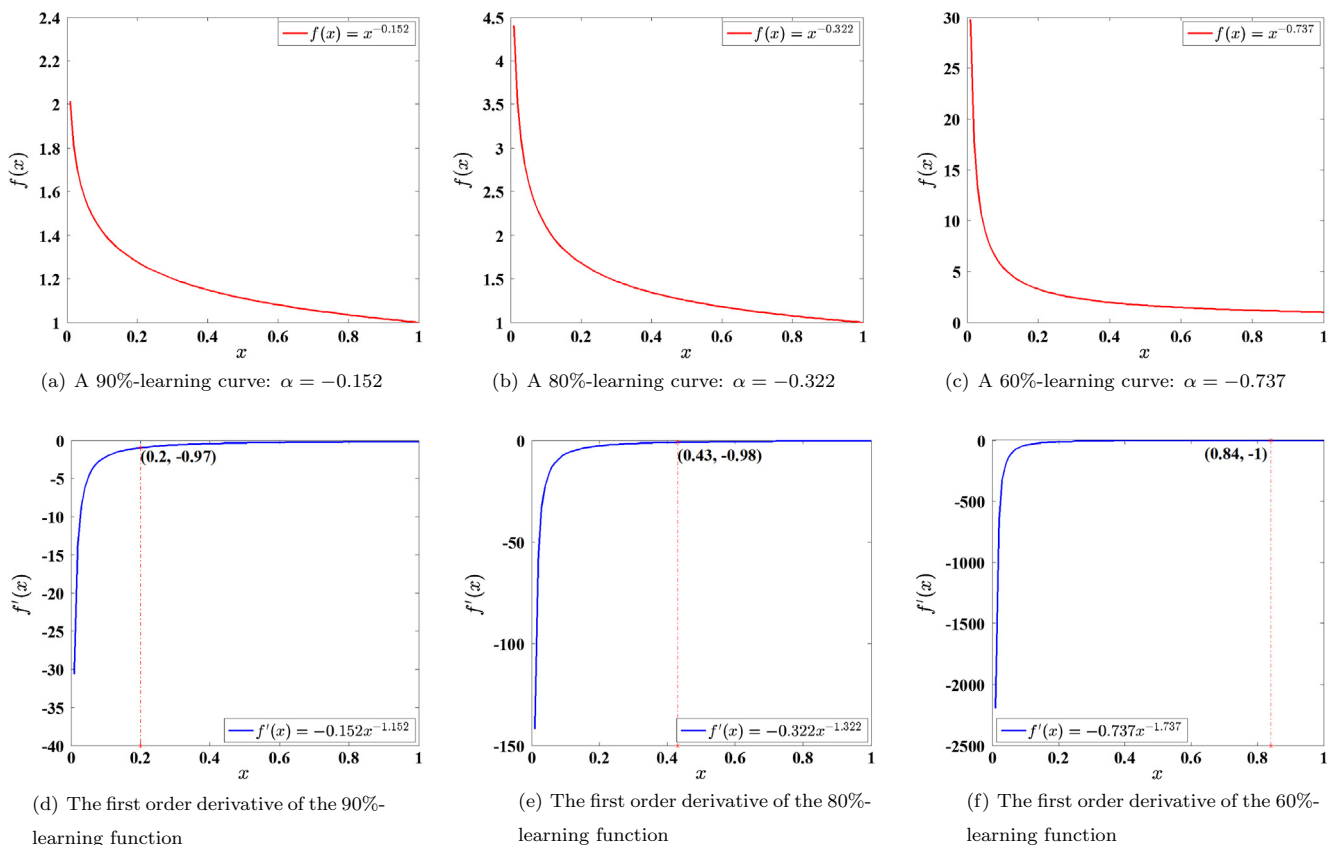 2.4
2.2
2
1.8
1.6
1.4
1.2
1
0 0.2 0.4 0.6 0.8 1
x
f(x)
f(x) = x^{-0.152}
(a) A 90%-learning curve: α = −0.152
4.5
4
3.5
3
2.5
2
1.5
1
0 0.2 0.4 0.6 0.8 1
x
f(x)
f(x) = x^{-0.322}
(b) A 80%-learning curve: α = −0.322
30
25
20
15
10
5
0
0 0.2 0.4 0.6 0.8 1
x
f(x)
f(x) = x^{-0.737}
(c) A 60%-learning curve: α = −0.737
0
-5
-10
-15
-20
-25
-30
-35
-40
0 0.2 0.4 0.6 0.8 1
x
f′(x)
(0.2, -0.97)
f′(x) = −0.152x^{-1.152}
(d) The first order derivative of the 90%-
learning function
0
-50
-100
-150
0 0.2 0.4 0.6 0.8 1
x
f′(x)
(0.43, -0.98)
f′(x) = −0.322x^{-1.322}
(e) The first order derivative of the 80%-
learning function
0
-500
-1000
-1500
-2000
-2500
0 0.2 0.4 0.6 0.8 1
x
f′(x)
(0.84, -1)
f′(x) = −0.737x^{-1.737}
(f) The first order derivative of the 60%-
learning function